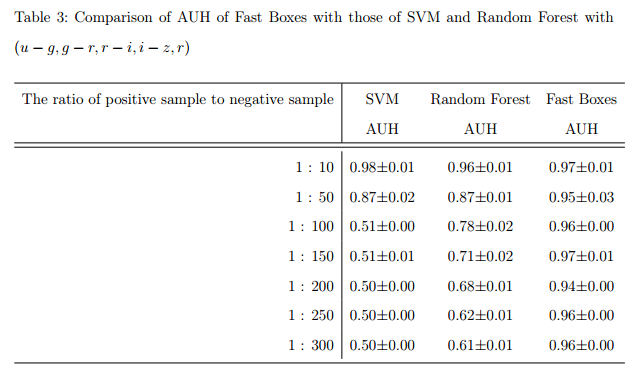 Table 3: Comparison of AUH of Fast Boxes with those of SVM and Random Forest with
(u − g, g − r, r − i, i − z, r)
The ratio of positive sample to negative sample SVM Random Forest Fast Boxes
AUH AUH AUH
1 : 10 0.98±0.01 0.96±0.01 0.97±0.01
1 : 50 0.87±0.02 0.87±0.01 0.95±0.03
1 : 100 0.51±0.00 0.78±0.02 0.96±0.00
1 : 150 0.51±0.01 0.71±0.02 0.97±0.01
1 : 200 0.50±0.00 0.68±0.01 0.94±0.00
1 : 250 0.50±0.00 0.62±0.01 0.96±0.00
1 : 300 0.50±0.00 0.61±0.01 0.96±0.00